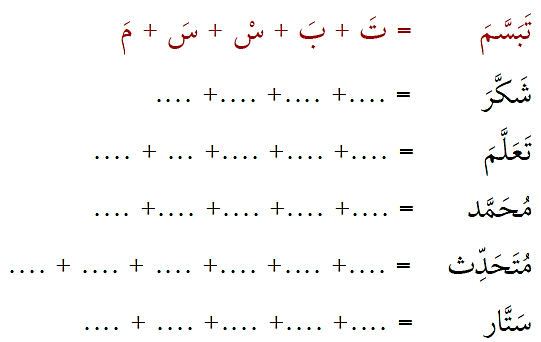 تَبَسَّمَ = تَ + بَ + سْ + سَ + مَ
شَكَّرَ = .... +.... +.... +....
تَعَلَّمَ = .... +.... +.... + ... + ....
مُحَمَّد = .... +.... +.... +.... +....
مُتَحَدِّث = .... +.... +.... + .... + .... + ....
سَتَّار = .... +.... +.... + .... + ....